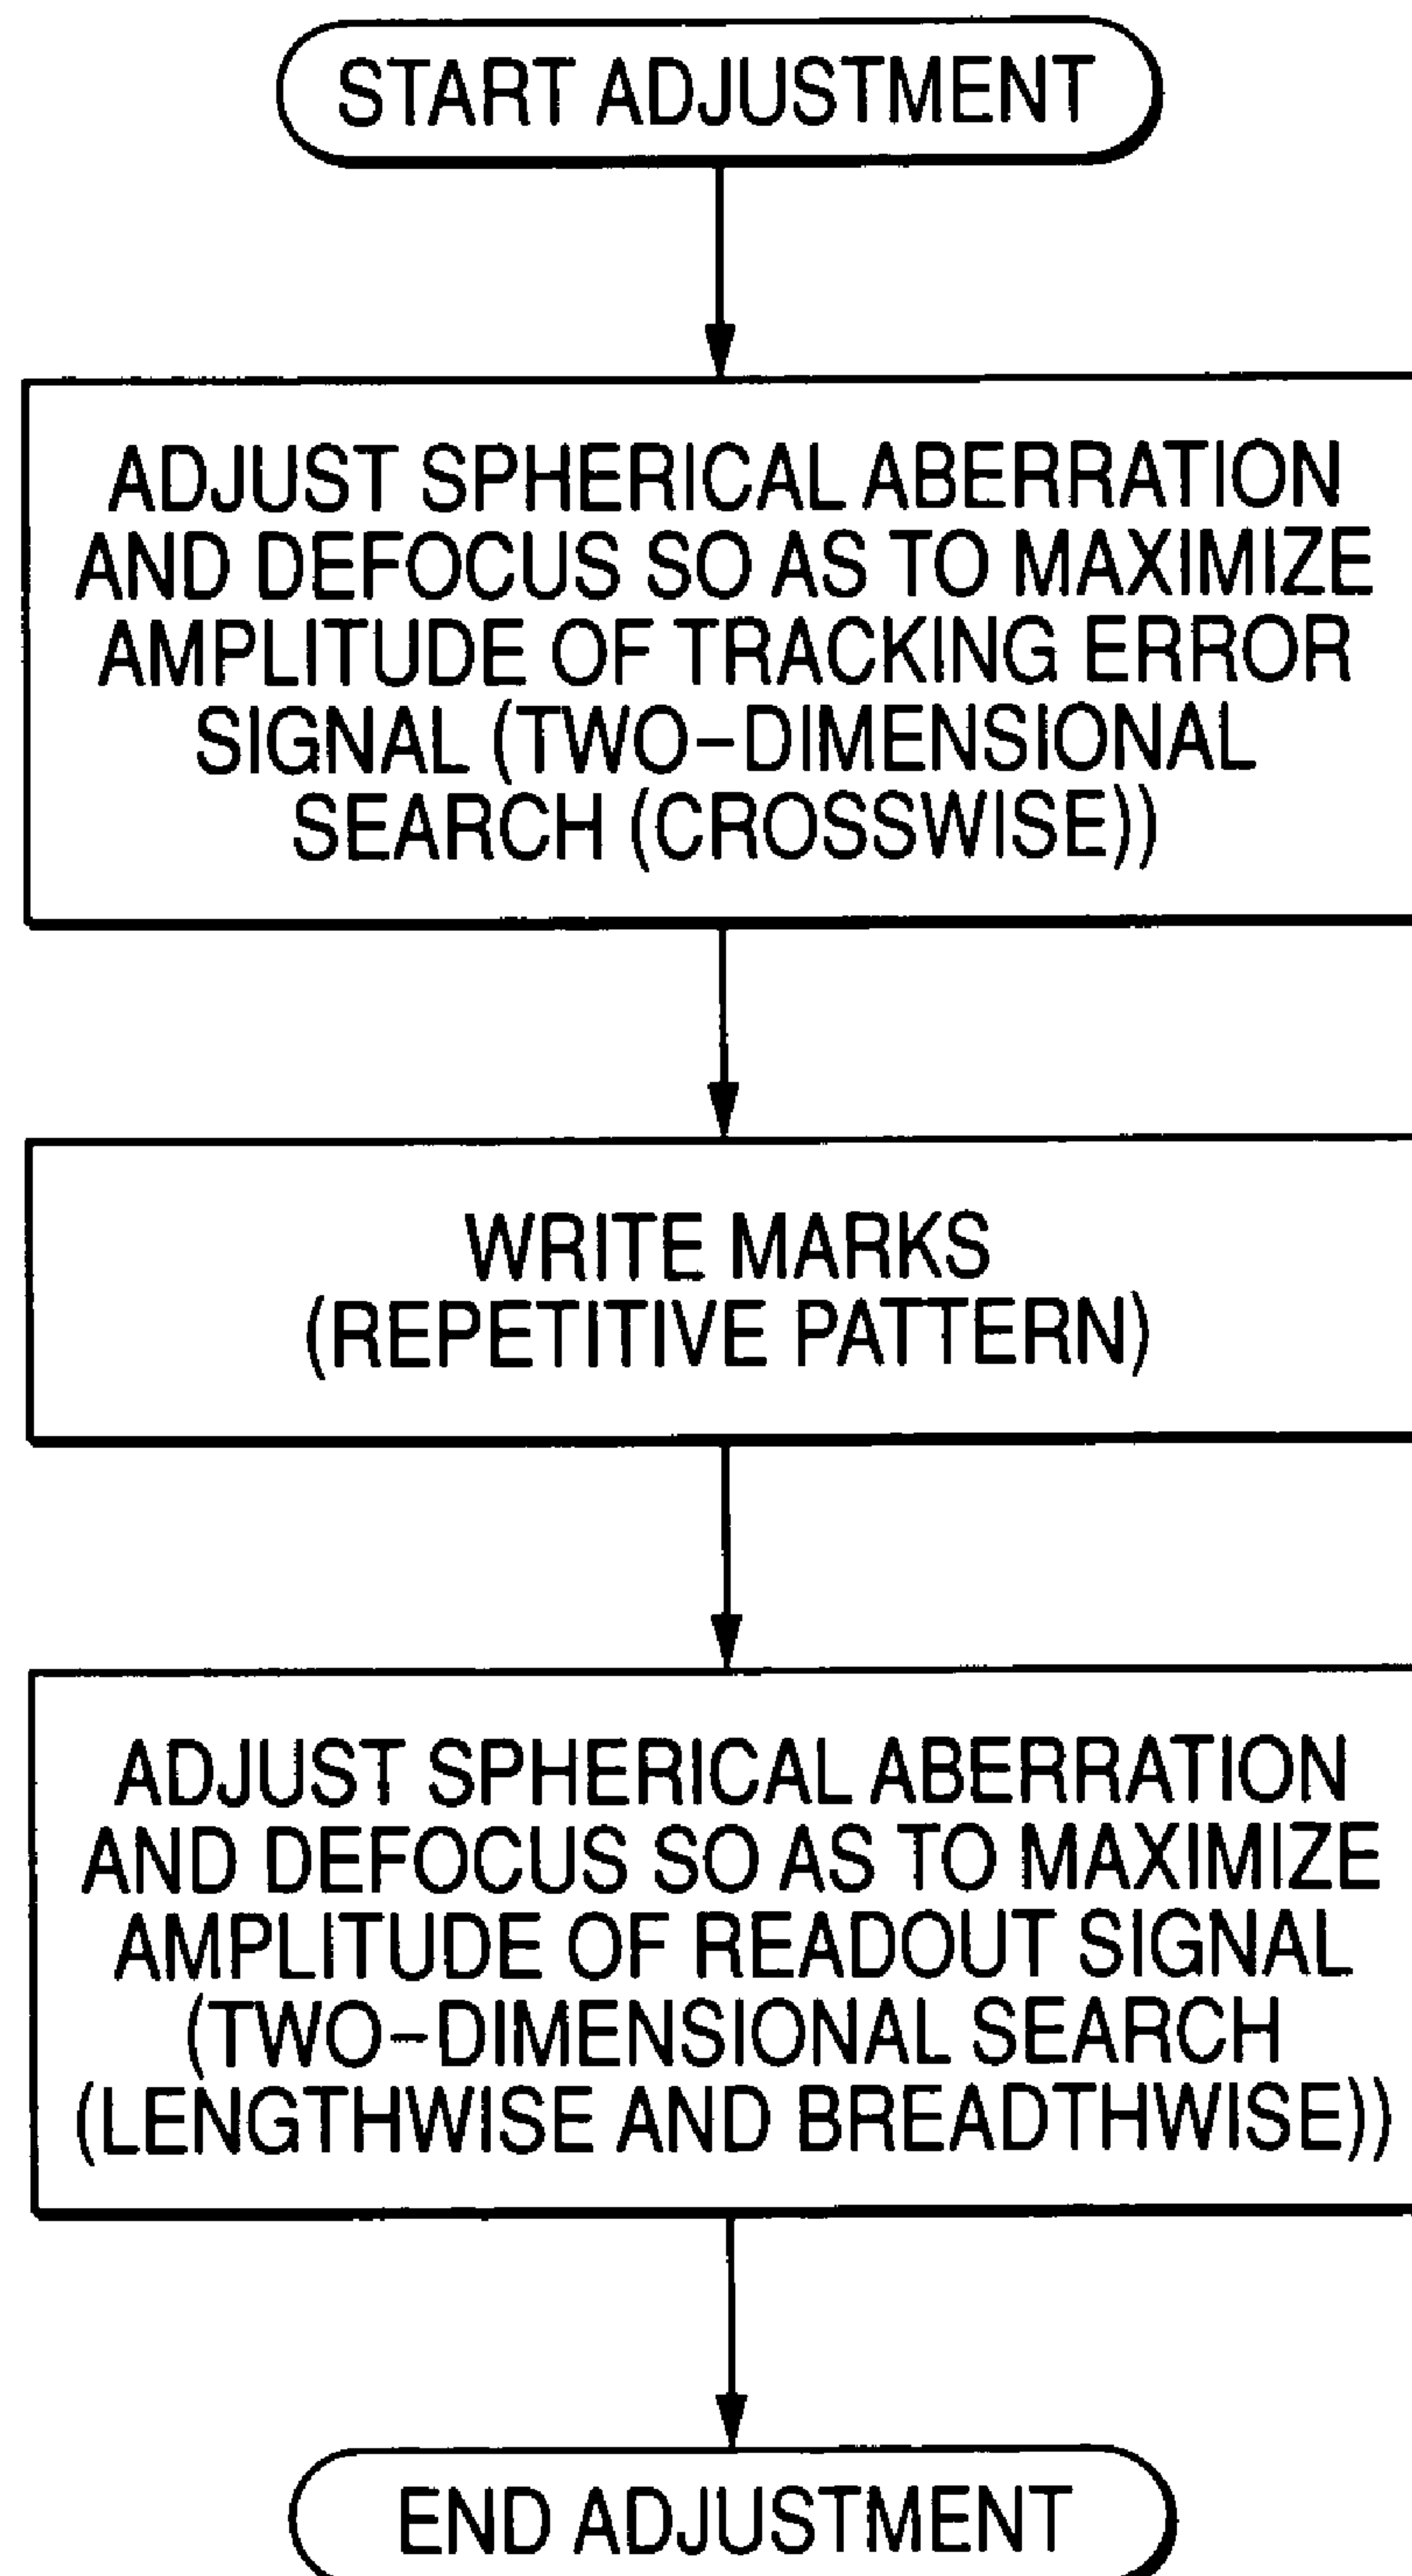 START ADJUSTMENT
ADJUST SPHERICAL ABERRATION
AND DEFOCUS SO AS TO MAXIMIZE
AMPLITUDE OF TRACKING ERROR
SIGNAL (TWO-DIMENSIONAL
SEARCH (CROSSWISE))
WRITE MARKS
(REPETITIVE PATTERN)
ADJUST SPHERICAL ABERRATION
AND DEFOCUS SO AS TO MAXIMIZE
AMPLITUDE OF READOUT SIGNAL
(TWO-DIMENSIONAL SEARCH
(LENGTHWISE AND BREADTHWISE))
END ADJUSTMENT